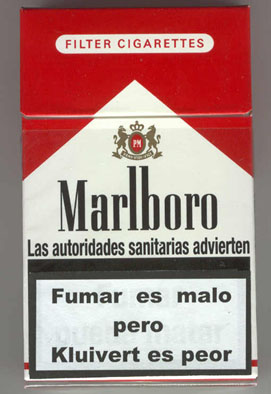 FILTER CIGARETTES
PM
Marlboro
Las autoridades sanitarias advierten
Fumar es malo
pero
Kluivert es peor